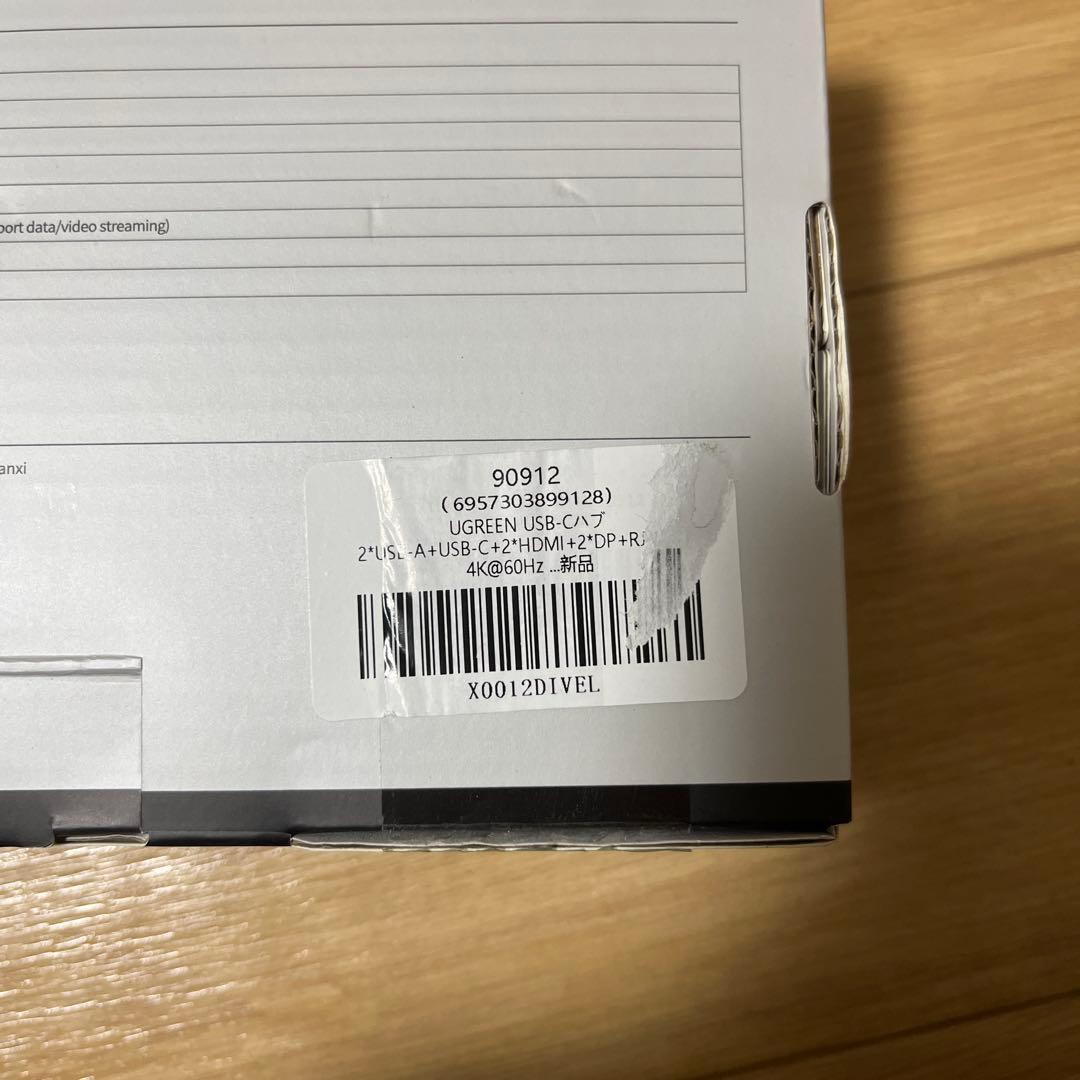 port data/video streaming)
anxi
90912
(6957303899128)
UGREEN USB-Cハブ
2*USB-A+USB-C+2*HDMI+2*DP+RJ
4K@60Hz ...新品
X0012DIVEL